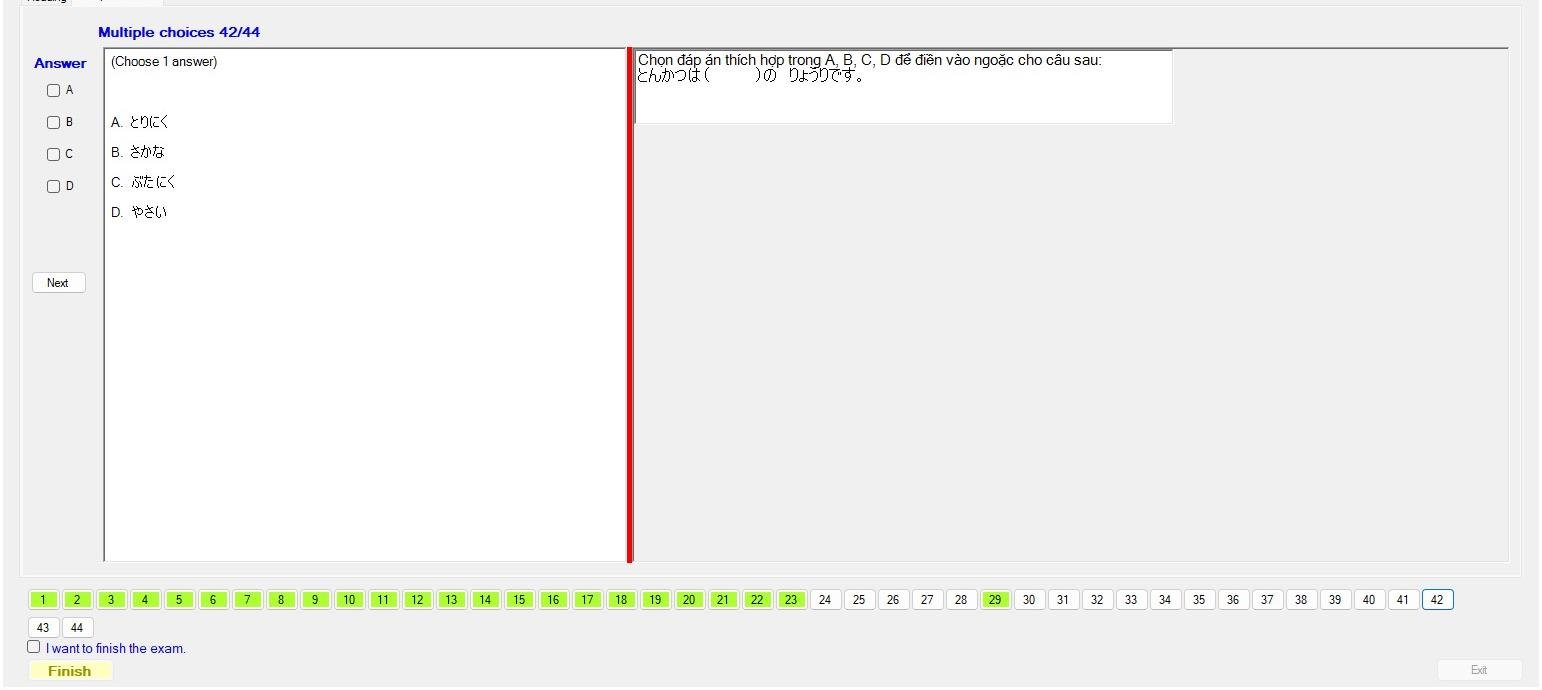 Multiple choices 42/44
Answer
(Choose 1 answer)
A
B
C
D
A. とりにく
B. さかな
C. ぶたにく
D. やさい
Next
Chọn đáp án thích hợp trong A, B, C, D để điền vào ngoặc cho câu sau:
とんかつは (　　　) の　りょうりです。
1 2 3 4 5 6 7 8 9 10 11 12 13 14 15 16 17 18 19 20 21 22 23 24 25 26 27 28 29 30 31 32 33 34 35 36 37 38 39 40 41 42
43 44
I want to finish the exam.
Finish
Exit